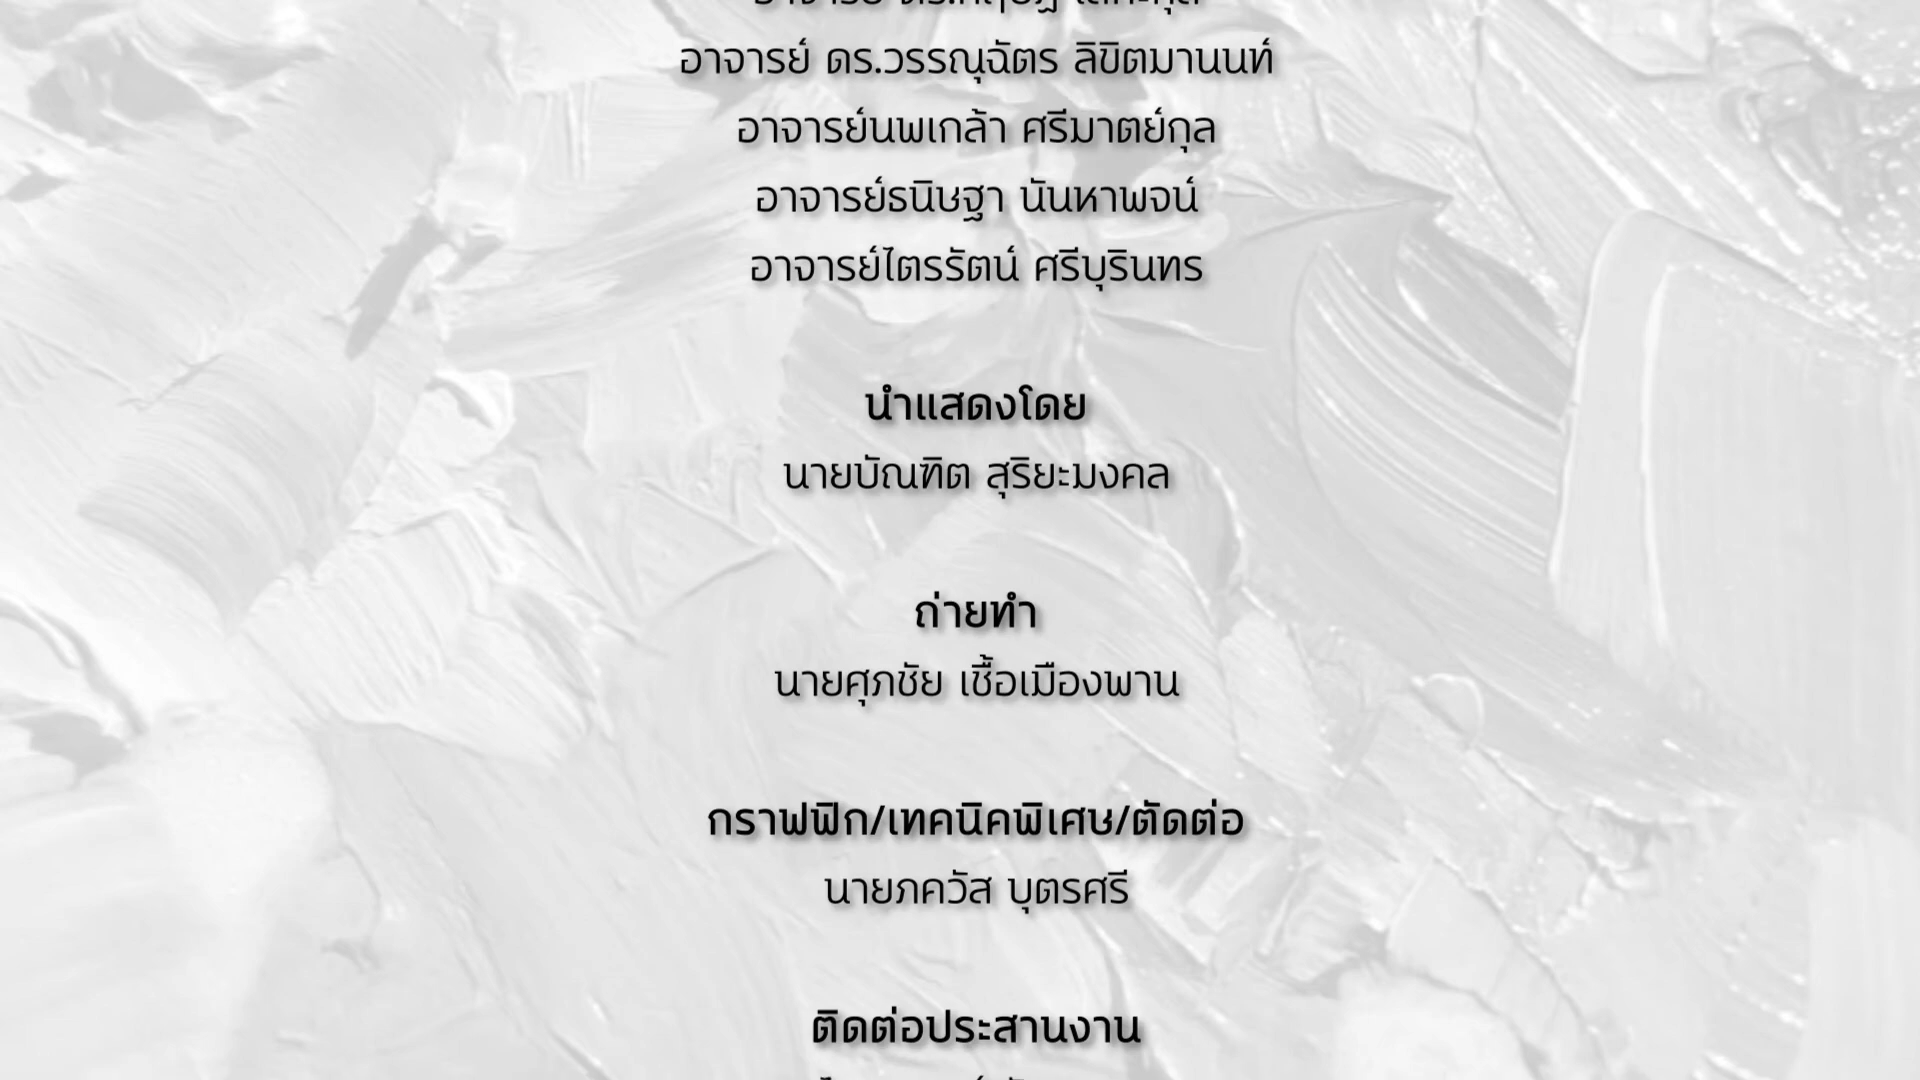 อาจารย์ ดร.วรรณุฉัตร ลิขิตมานนท์
อาจารย์นพเกล้า ศรีมาตย์กุล
อาจารย์ธนิษฐา นันหาพจน์
อาจารย์ไตรรัตน์ ศรีบุรินทร
นำแสดงโดย
นายบัณฑิต สุริยะมงคล
ถ่ายทำ
นายศุภชัย เชื้อเมืองพาน
กราฟฟิก/เทคนิคพิเศษ/ตัดต่อ
นายภควัส บุตรศรี
ติดต่อประสานงาน